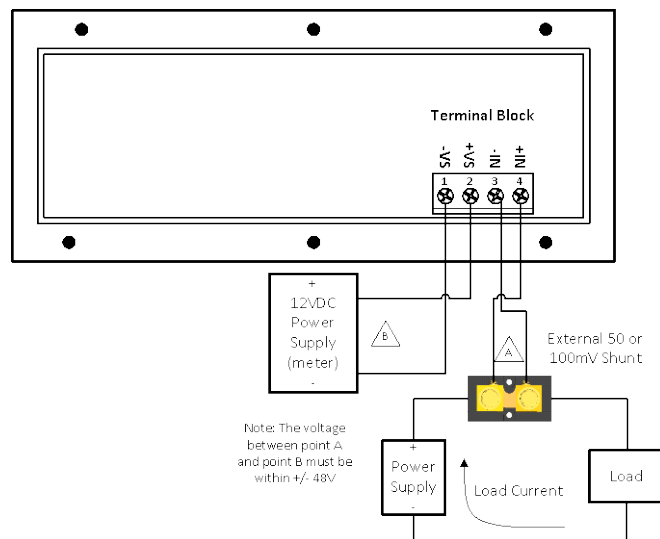 Terminal Block
-VS +VS -IN +IN
1 2 3 4
+
12VDC
Power
Supply
(meter)
-
B
A
External 50 or
100mV Shunt
Note: The voltage
between point A
and point B must be
within +/- 48V
+
Power
Supply
-
Load Current
Load